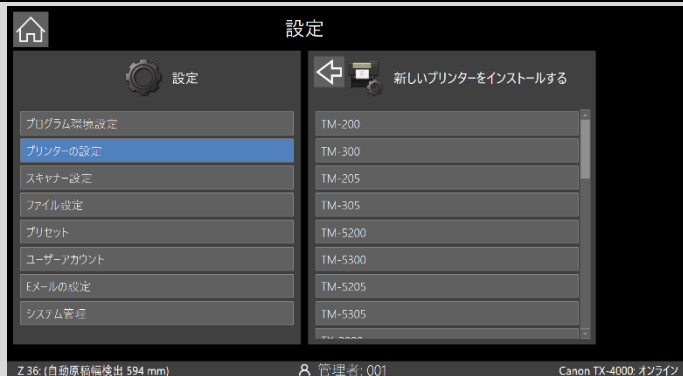 設定
設定
プログラム環境設定
プリンターの設定
スキャナー設定
ファイル設定
プリセット
ユーザーアカウント
Eメールの設定
システム管理
新しいプリンターをインストールする
TM-200
TM-300
TM-205
TM-305
TM-5200
TM-5300
TM-5205
TM-5305
Z 36: (自動原稿幅検出 594 mm)
管理者: 001
Canon TX-4000: オンライン